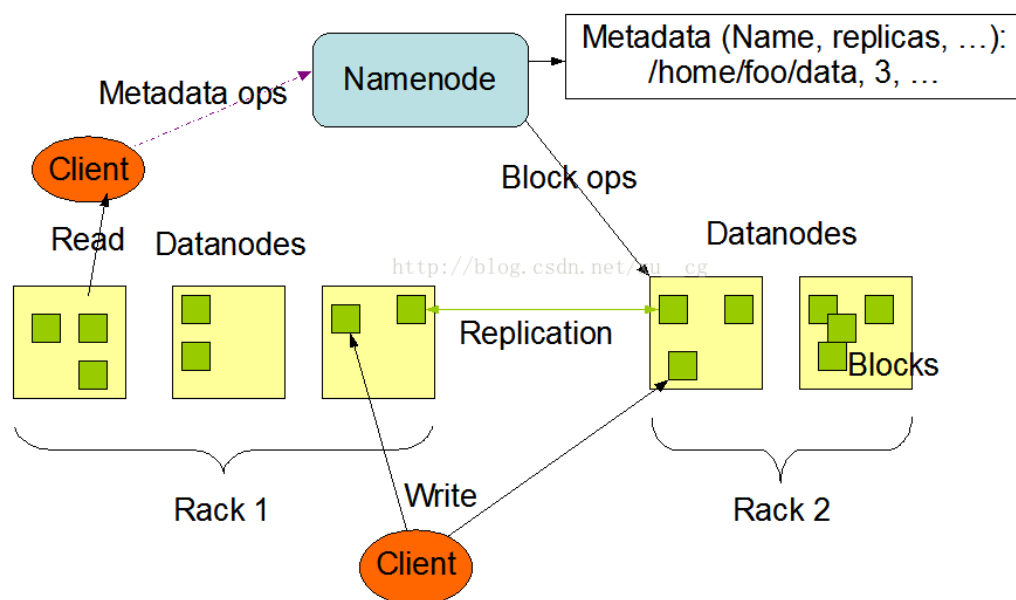 Metadata (Name, replicas, …):
/home/foo/data, 3, …
Namenode
Metadata ops
Client
Block ops
Read
Datanodes
Datanodes
Replication
Blocks
Rack 1
Write
Rack 2
Client